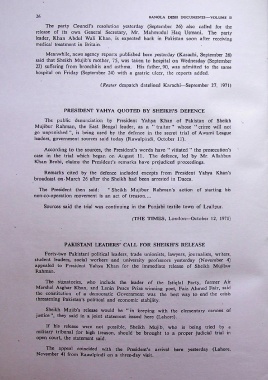 26 BANGLA DESH DOCUMENTS—VOLUME II
The party Council's resolution yesterday (September 26) also called for the
release of its own General Secretary, Mr. Mahmudul Huq Usmani. The party
leader, Khan Abdul Wali Khan, is expected back in Pakistan soon after receiving
medical treatment in Britain.
Meanwhile, news agency reports published here yesterday (Karachi, September 26)
said that Sheikh Mujib's mother, 75, was taken to hospital on Wednesday (September
22) suffering from bronchitis and asthma. His father, 90, was admitted to the same
hospital on Friday (September 24) with a gastric ulcer, the reports added.
(Reuter despatch datelined Karachi—September 27, 1971)
PRESIDENT YAHYA QUOTED BY SHEIKH'S DEFENCE
The public denunciation by President Yahya Khan of Pakistan of Sheikh
Mujibur Rahman, the East Bengal leader, as a " traitor " whose " crime will not
go unpunished ", is being used by the defence in the secret trial of Awami League
leaders, government sources said today [Rawalpindi, October 11].
According to the sources, the President's words have " vitiated " the prosecution's
case in the trial which began on August 11. The defence, led by Mr. Allabux
Khan Brohi, claims the President's remarks have prejudiced proceedings.
Remarks cited by the defence included excerpts from President Yahya Khan's
broadcast on March 26 after the Sheikh had been arrested in Dacca.
The President then said: " Sheikh Mujibur Rahman's action of starting his
non-co-operation movement is an act of treason....
Sources said the trial was continuing in the Punjabi textile town of Lyallpur.
(THE TIMES, London—October 12, 1971)
PAKISTANI LEADERS' CALL FOR SHEIKH'S RELEASE
Forty-two Pakistani political leaders, trade unionists, lawyers, journalists, writers,
student leaders, social workers and university professors yesterday [November 4]
appealed to President Yahya Khan for the immediate release of Sheikh Mujibur
Rahman.
The signatories, who include the leader of the Istiqlal Party, former Air
Marshal Asghar Khan, and Lenin Peace Prize winning poet, Faiz Ahmed Faiz, said
the constitution of a democratic Government was the best way to end the crisis
threatening Pakistan's political and economic stability.
Sheikh Mujib's release would be " in keeping with the elementary norms of
justice ", they said in a joint statement issued here (Lahore).
If his release were not possible, Sheikh Mujib, who is being tried by a
military tribunal for high treason, should be brought to a proper judicial trial in
open court, the statement said.
The appeal coincided with the President's arrival here yesterday (Lahore,
November 4) from Rawalpindi on a three-day visit.